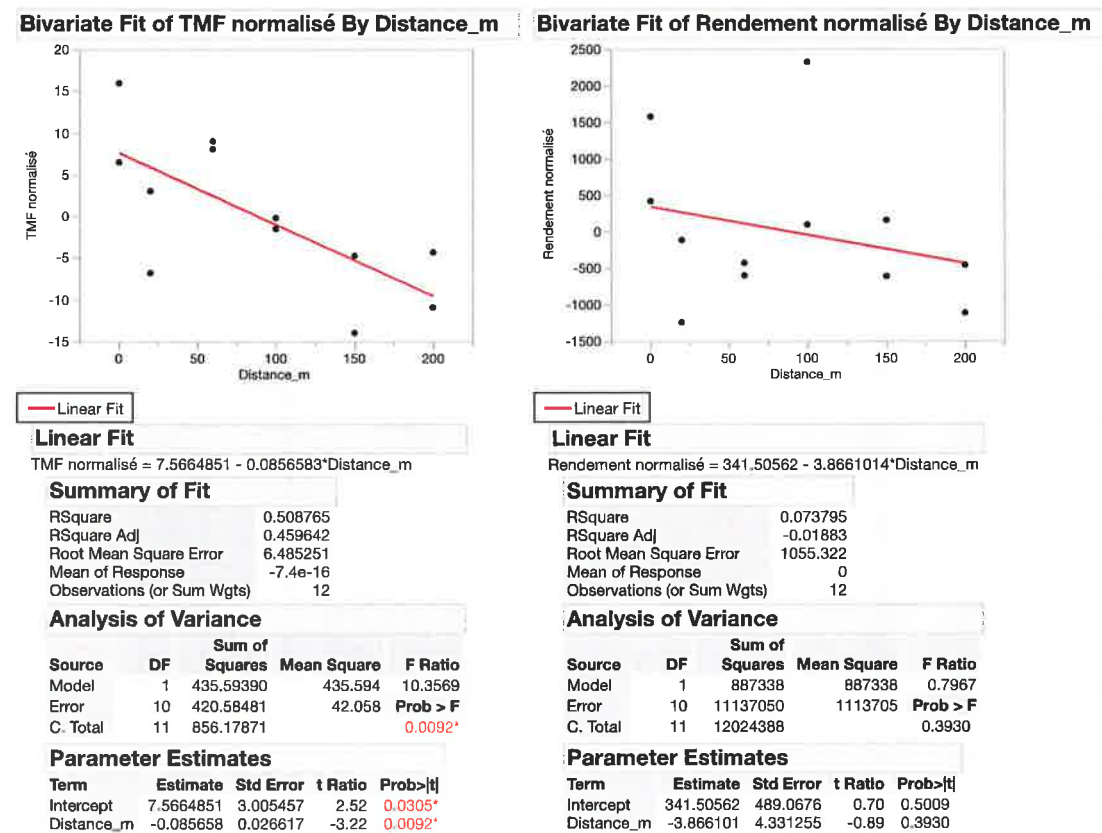 Bivariate Fit of TMF normalisé By Distance_m
20
15
10
5
0
-5
-10
-15
TMF normalisé
0 50 100 150 200
Distance_m
Linear Fit
Linear Fit
TMF normalisé = 7.5664851 - 0.0856583*Distance_m
Summary of Fit
RSquare 0.508765
RSquare Adj 0.459642
Root Mean Square Error 6.485251
Mean of Response -7.4e-16
Observations (or Sum Wgts) 12
Analysis of Variance
Sum of
Source DF Squares Mean Square F Ratio
Model 1 435.59390 435.594 10.3569
Error 10 420.58481 42.058 Prob > F
C. Total 11 856.17871 0.0092*
Parameter Estimates
Term Estimate Std Error t Ratio Prob>|t|
Intercept 7.5664851 3.005457 2.52 0.0305*
Distance_m -0.085658 0.026617 -3.22 0.0092*
Bivariate Fit of Rendement normalisé By Distance_m
2500
2000
1500
1000
500
0
-500
-1000
-1500
Rendement normalisé
0 50 100 150 200
Distance_m
Linear Fit
Linear Fit
Rendement normalisé = 341.50562 - 3.8661014*Distance_m
Summary of Fit
RSquare 0.073795
RSquare Adj -0.01883
Root Mean Square Error 1055.322
Mean of Response 0
Observations (or Sum Wgts) 12
Analysis of Variance
Sum of
Source DF Squares Mean Square F Ratio
Model 1 887338 887338 0.7967
Error 10 11137050 1113705 Prob > F
C. Total 11 12024388 0.3930
Parameter Estimates
Term Estimate Std Error t Ratio Prob>|t|
Intercept 341.50562 489.0676 0.70 0.5009
Distance_m -3.866101 4.331255 -0.89 0.3930